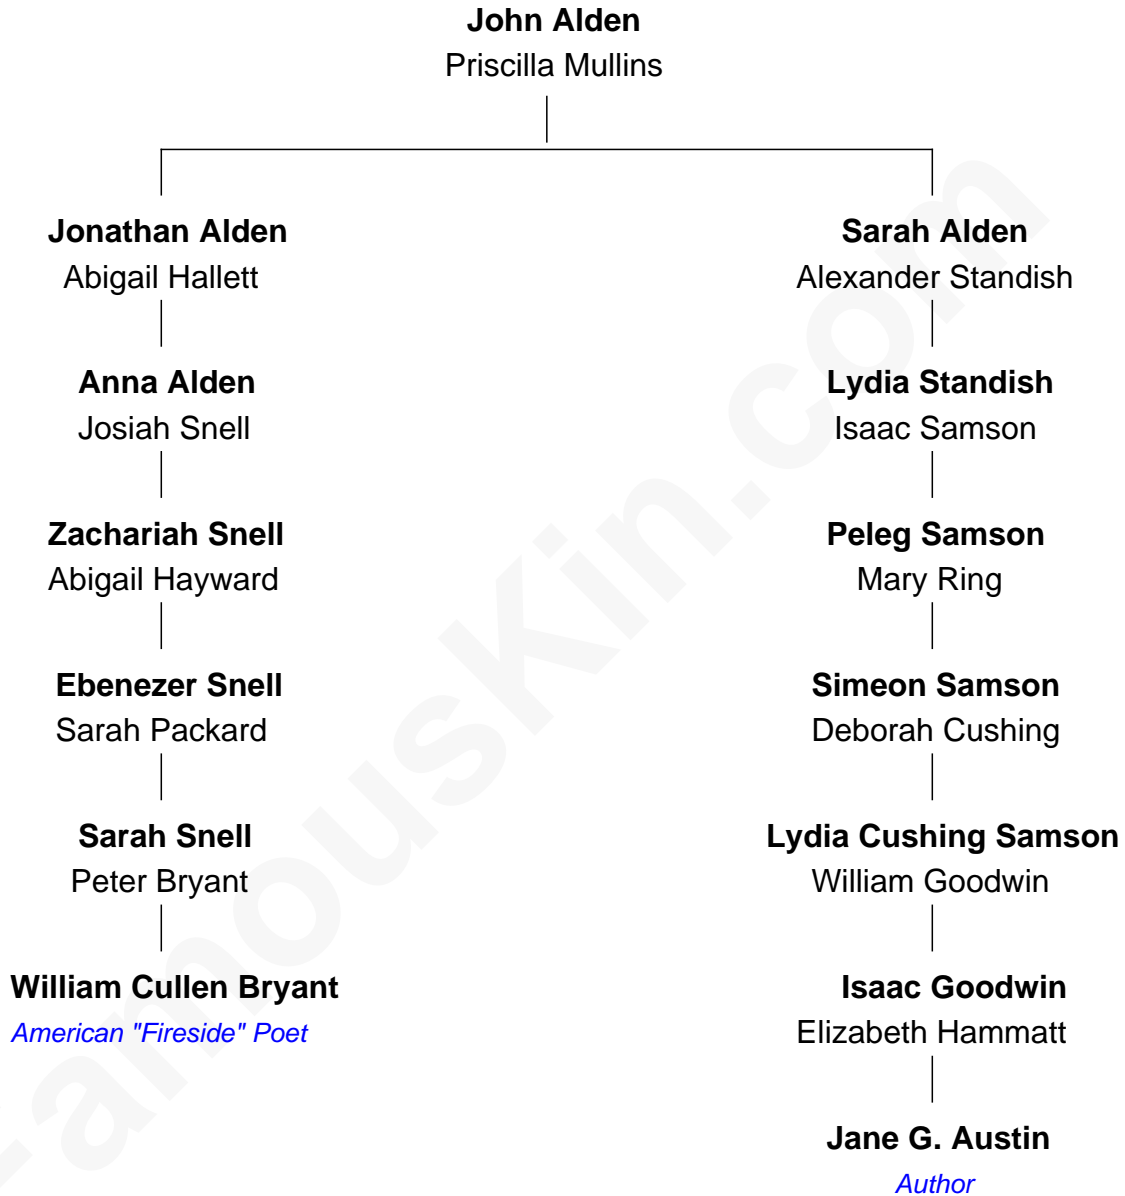 John Alden
Priscilla Mullins
Jonathan Alden
Abigail Hallett
Sarah Alden
Alexander Standish
Anna Alden
Josiah Snell
Lydia Standish
Isaac Samson
Zachariah Snell
Abigail Hayward
Peleg Samson
Mary Ring
Ebenezer Snell
Sarah Packard
Simeon Samson
Deborah Cushing
Sarah Snell
Peter Bryant
Lydia Cushing Samson
William Goodwin
William Cullen Bryant
American "Fireside" Poet
Isaac Goodwin
Elizabeth Hammatt
Jane G. Austin
Author
FamousKin.com